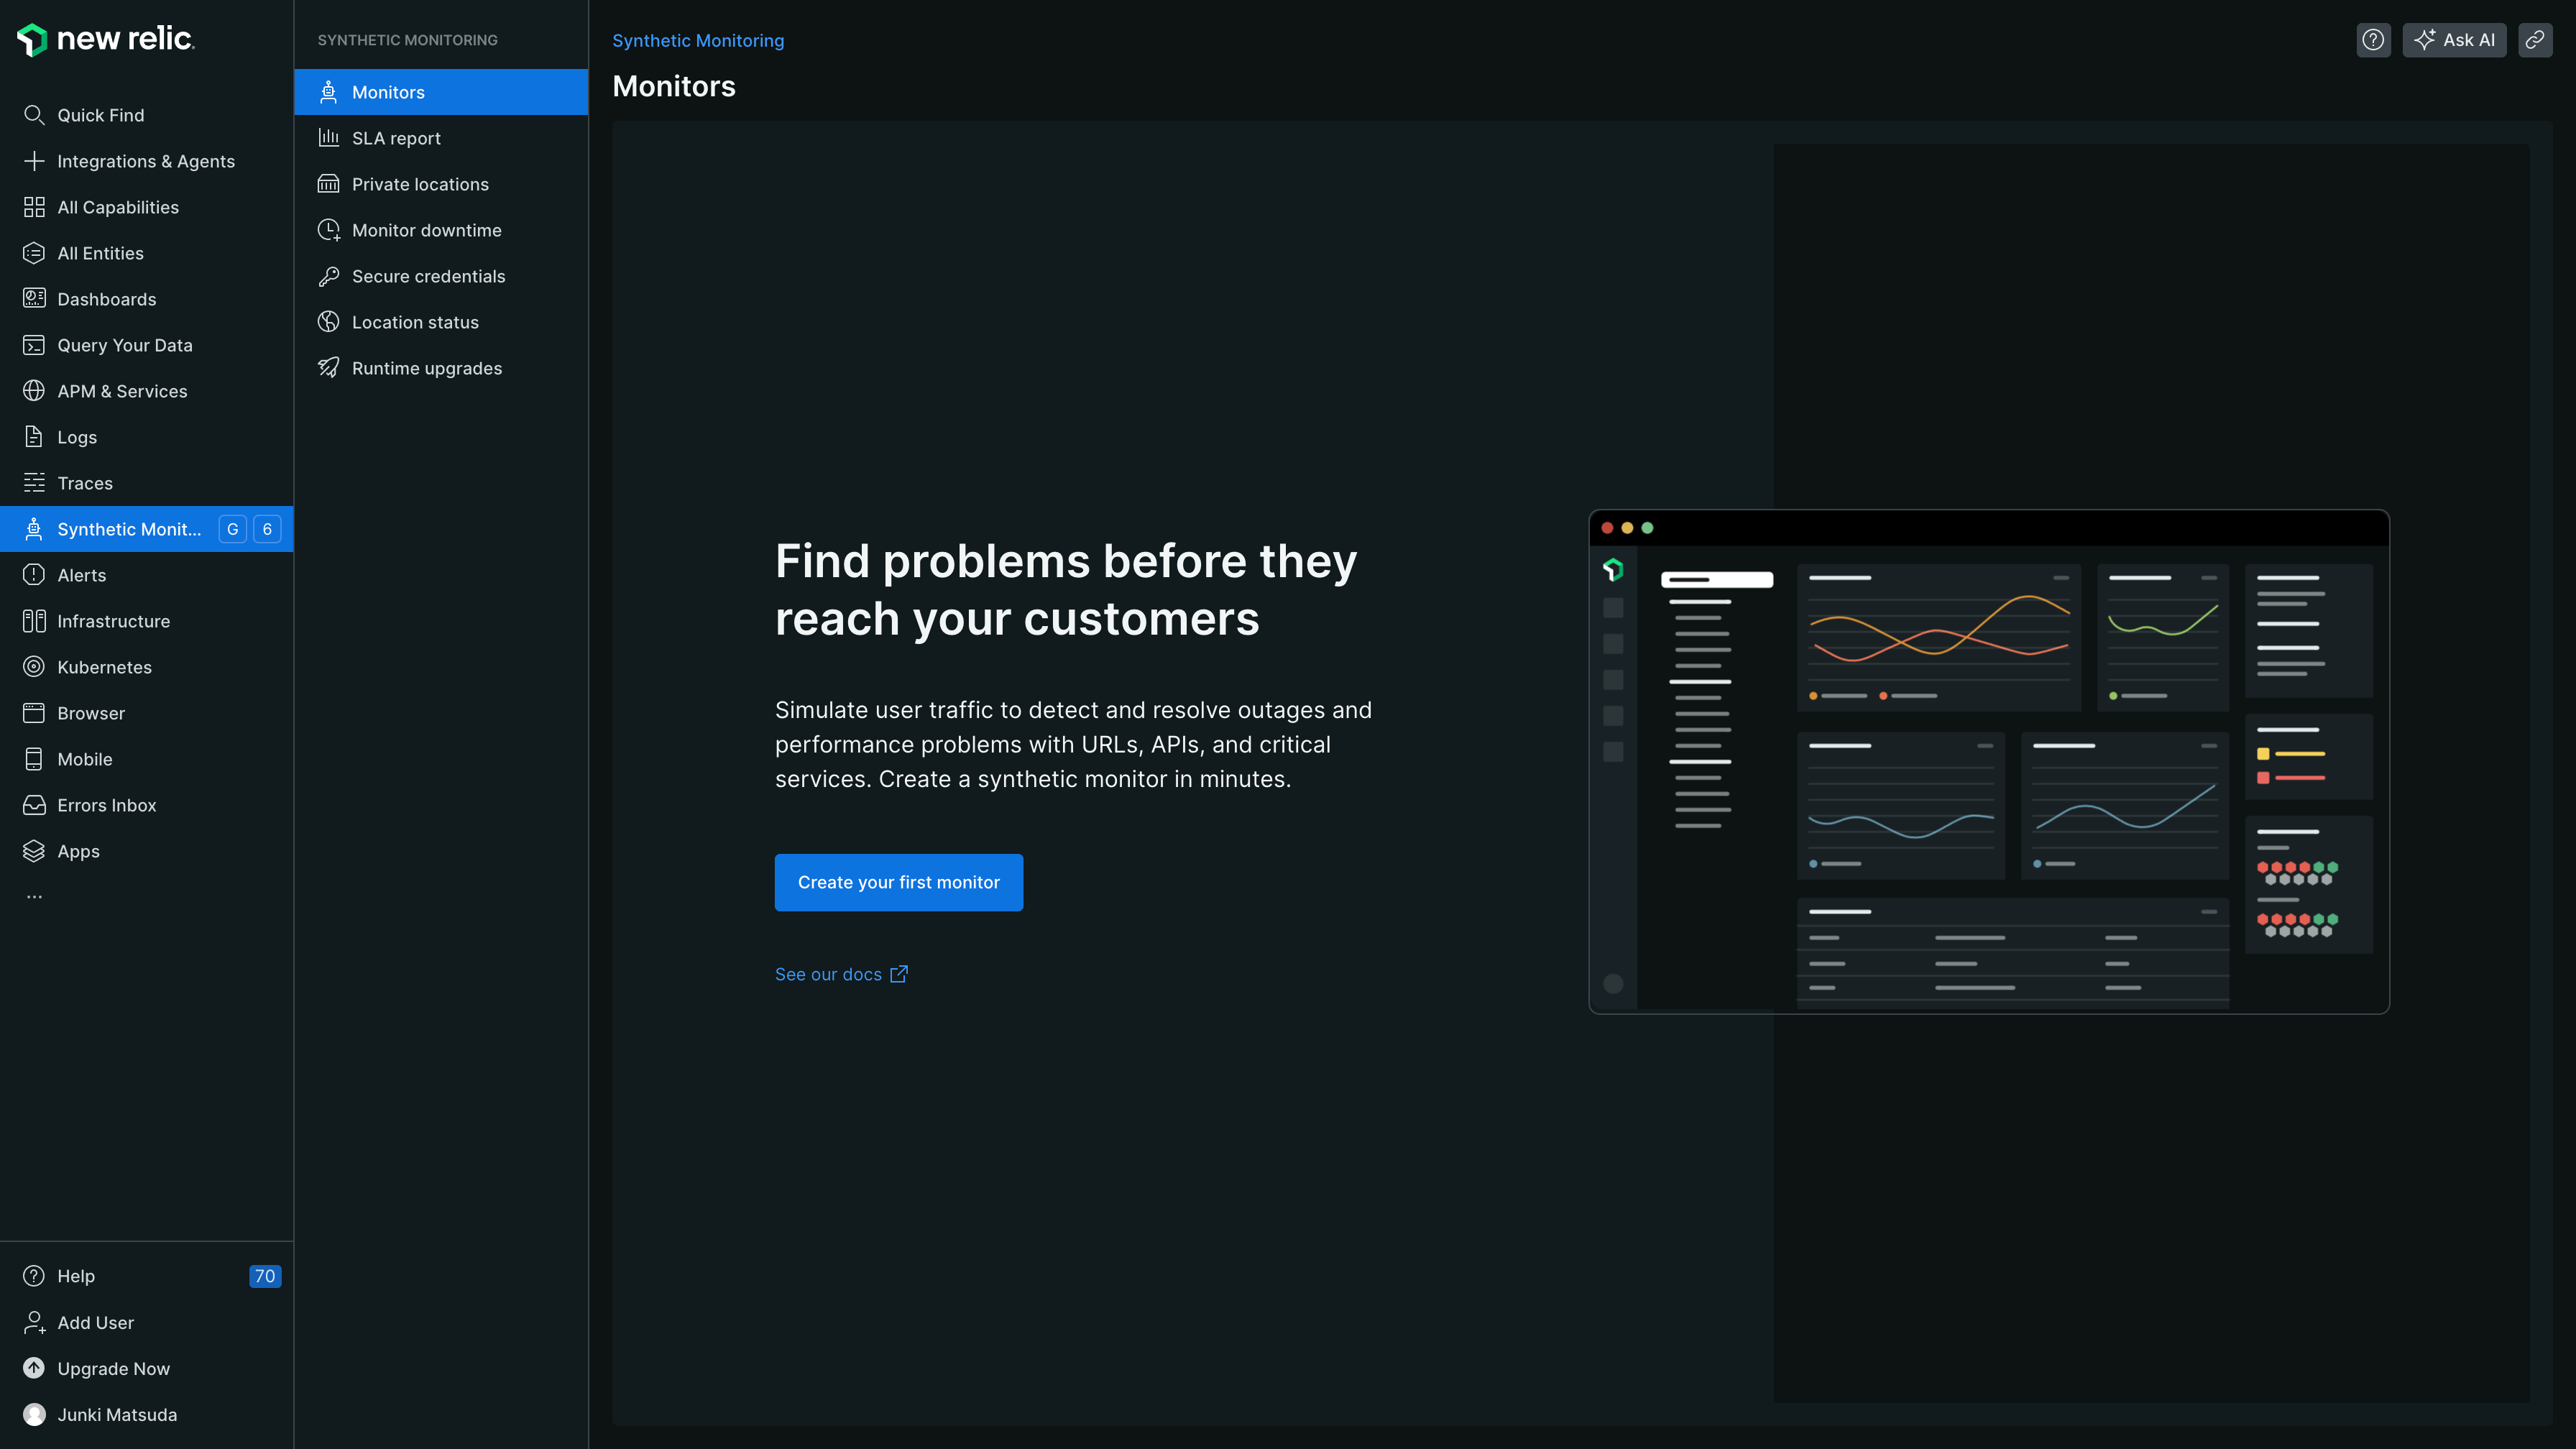 new relic.
Quick Find
Integrations & Agents
All Capabilities
All Entities
Dashboards
Query Your Data
APM & Services
Logs
Traces
Synthetic Monit... G 6
Alerts
Infrastructure
Kubernetes
Browser
Mobile
Errors Inbox
Apps
...
Help 70
Add User
Upgrade Now
Junki Matsuda
SYNTHETIC MONITORING
Monitors
SLA report
Private locations
Monitor downtime
Secure credentials
Location status
Runtime upgrades
Synthetic Monitoring
Ask AI
Monitors
Find problems before they
reach your customers
Simulate user traffic to detect and resolve outages and
performance problems with URLs, APIs, and critical
services. Create a synthetic monitor in minutes.
Create your first monitor
See our docs